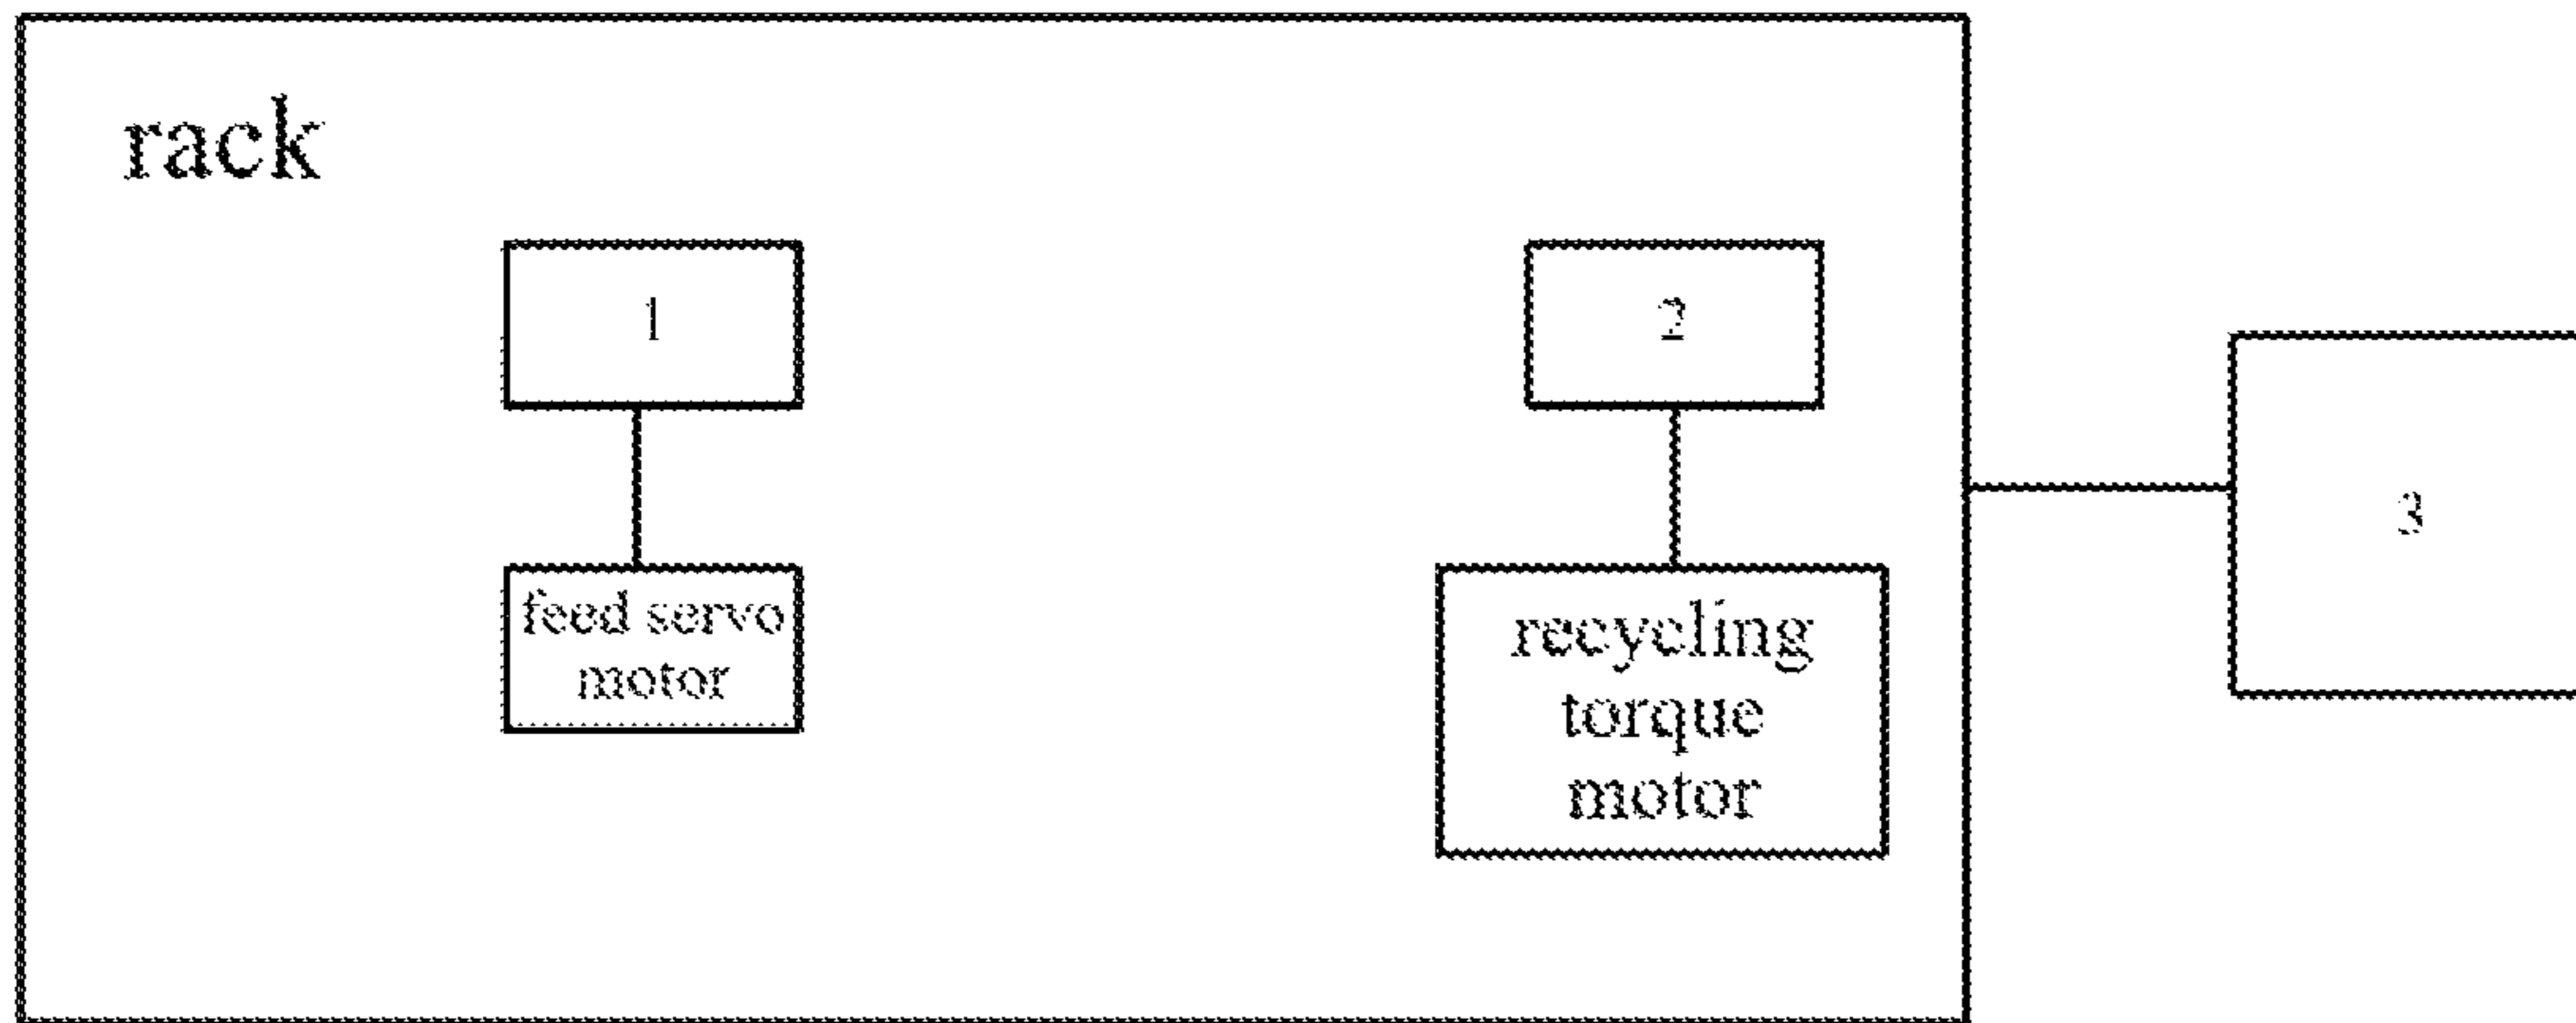 rack
1
2
3
feed servo
motor
recycling
torque
motor